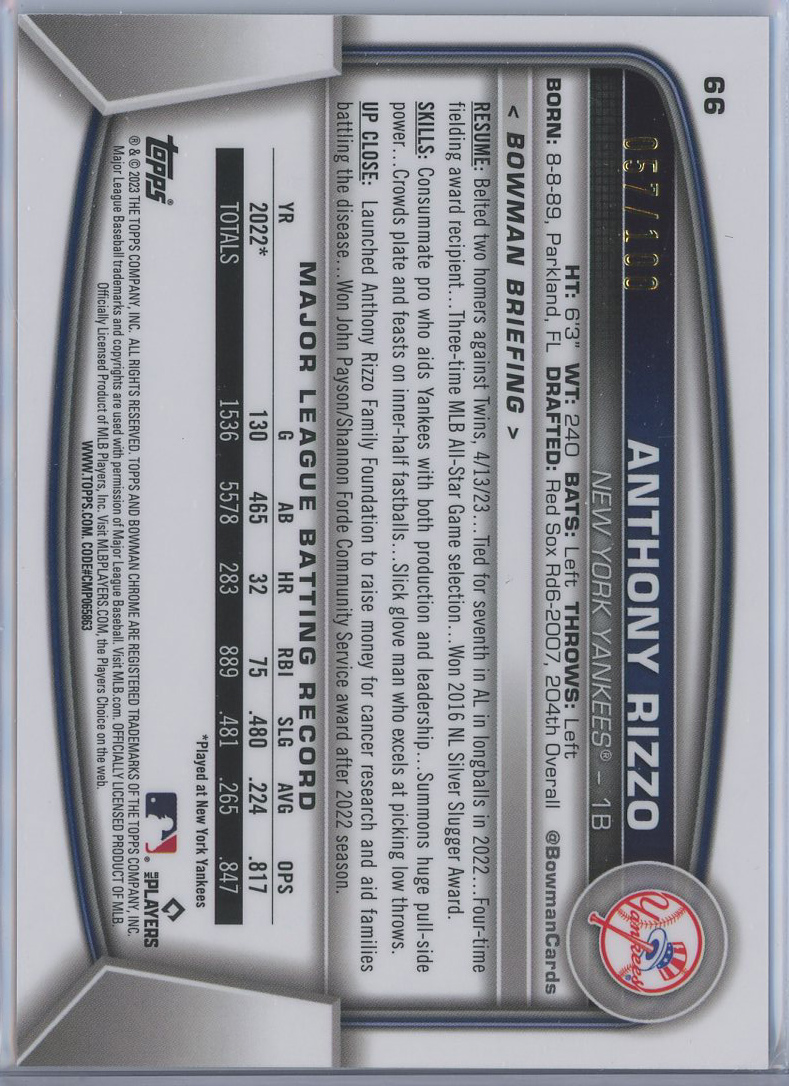 66
057/100
ANTHONY RIZZO
NEW YORK YANKEES® – 1B
Yankees
HT: 6'3" WT: 240 BATS: Left THROWS: Left
BORN: 8-8-89, Parkland, FL DRAFTED: Red Sox Rd6-2007, 204th Overall @BowmanCards
< BOWMAN BRIEFING >
RESUME: Belted two homers against Twins, 4/13/23... Tied for seventh in AL in longballs in 2022... Four-time
fielding award recipient...Three-time MLB All-Star Game selection...Won 2016 NL Silver Slugger Award.
SKILLS: Consummate pro who aids Yankees with both production and leadership...Summons huge pull-side
power...Crowds plate and feasts on inner-half fastballs...Slick glove man who excels at picking low throws.
UP CLOSE: Launched Anthony Rizzo Family Foundation to raise money for cancer research and aid families
battling the disease...Won John Payson/Shannon Forde Community Service award after 2022 season.
MAJOR LEAGUE BATTING RECORD
YR G AB HR RBI SLG AVG OPS
2022* 130 465 32 75 .480 .224 .817
TOTALS 1536 5578 283 889 .481 .265 .847
*Played at New York Yankees
topps®
MLB PLAYERS
® & © 2023 THE TOPPS COMPANY, INC. ALL RIGHTS RESERVED. TOPPS AND BOWMAN CHROME ARE REGISTERED TRADEMARKS OF THE TOPPS COMPANY, INC.
Major League Baseball trademarks and copyrights are used with permission of Major League Baseball. Visit MLB.com. OFFICIALLY LICENSED PRODUCT OF MLB.
Officially Licensed Product of MLB Players, Inc. Visit MLBPLAYERS.COM, the Players Choice on the web.
WWW.TOPPS.COM. CODE#CMP065863